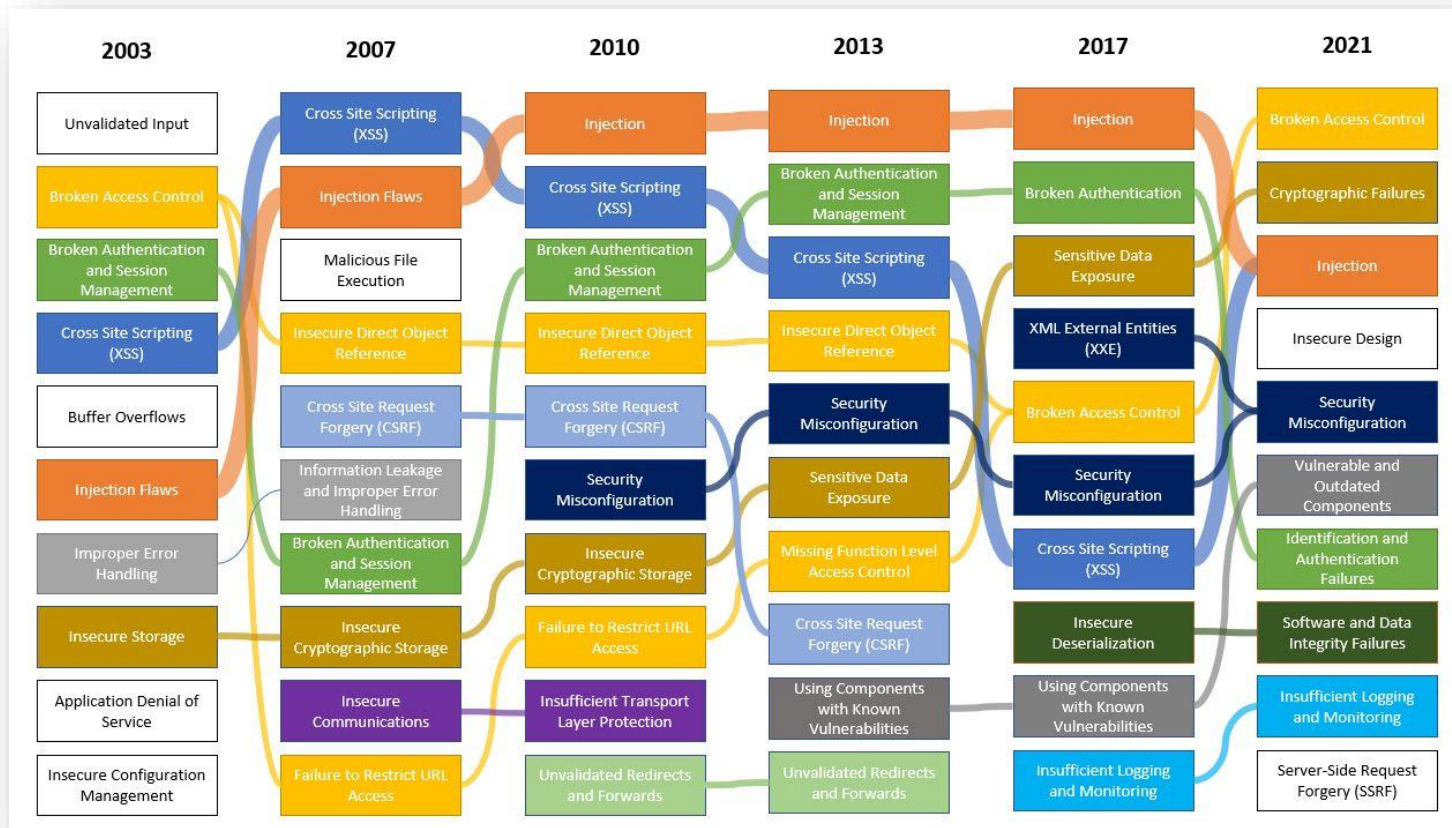 2003
2007
2010
2013
2017
2021
Unvalidated Input
Broken Access Control
Broken Authentication
and Session
Management
Cross Site Scripting
(XSS)
Buffer Overflows
Injection Flaws
Improper Error
Handling
Insecure Storage
Application Denial of
Service
Insecure Configuration
Management
Cross Site Scripting
(XSS)
Injection Flaws
Malicious File
Execution
Insecure Direct Object
Reference
Cross Site Request
Forgery (CSRF)
Information Leakage
and Improper Error
Handling
Broken Authentication
and Session
Management
Insecure
Cryptographic Storage
Insecure
Communications
Failure to Restrict URL
Access
Injection
Cross Site Scripting
(XSS)
Broken Authentication
and Session
Management
Insecure Direct Object
Reference
Cross Site Request
Forgery (CSRF)
Security
Misconfiguration
Insecure
Cryptographic Storage
Failure to Restrict URL
Access
Insufficient Transport
Layer Protection
Unvalidated Redirects
and Forwards
Injection
Broken Authentication
and Session
Management
Cross Site Scripting
(XSS)
Insecure Direct Object
Reference
Security
Misconfiguration
Sensitive Data
Exposure
Missing Function Level
Access Control
Cross Site Request
Forgery (CSRF)
Using Components
with Known
Vulnerabilities
Unvalidated Redirects
and Forwards
Injection
Broken Authentication
Sensitive Data
Exposure
XML External Entities
(XXE)
Broken Access Control
Security
Misconfiguration
Cross Site Scripting
(XSS)
Insecure
Deserialization
Using Components
with Known
Vulnerabilities
Insufficient Logging
and Monitoring
Broken Access Control
Cryptographic Failures
Injection
Insecure Design
Security
Misconfiguration
Vulnerable and
Outdated
Components
Identification and
Authentication
Failures
Software and Data
Integrity Failures
Insufficient Logging
and Monitoring
Server-Side Request
Forgery (SSRF)